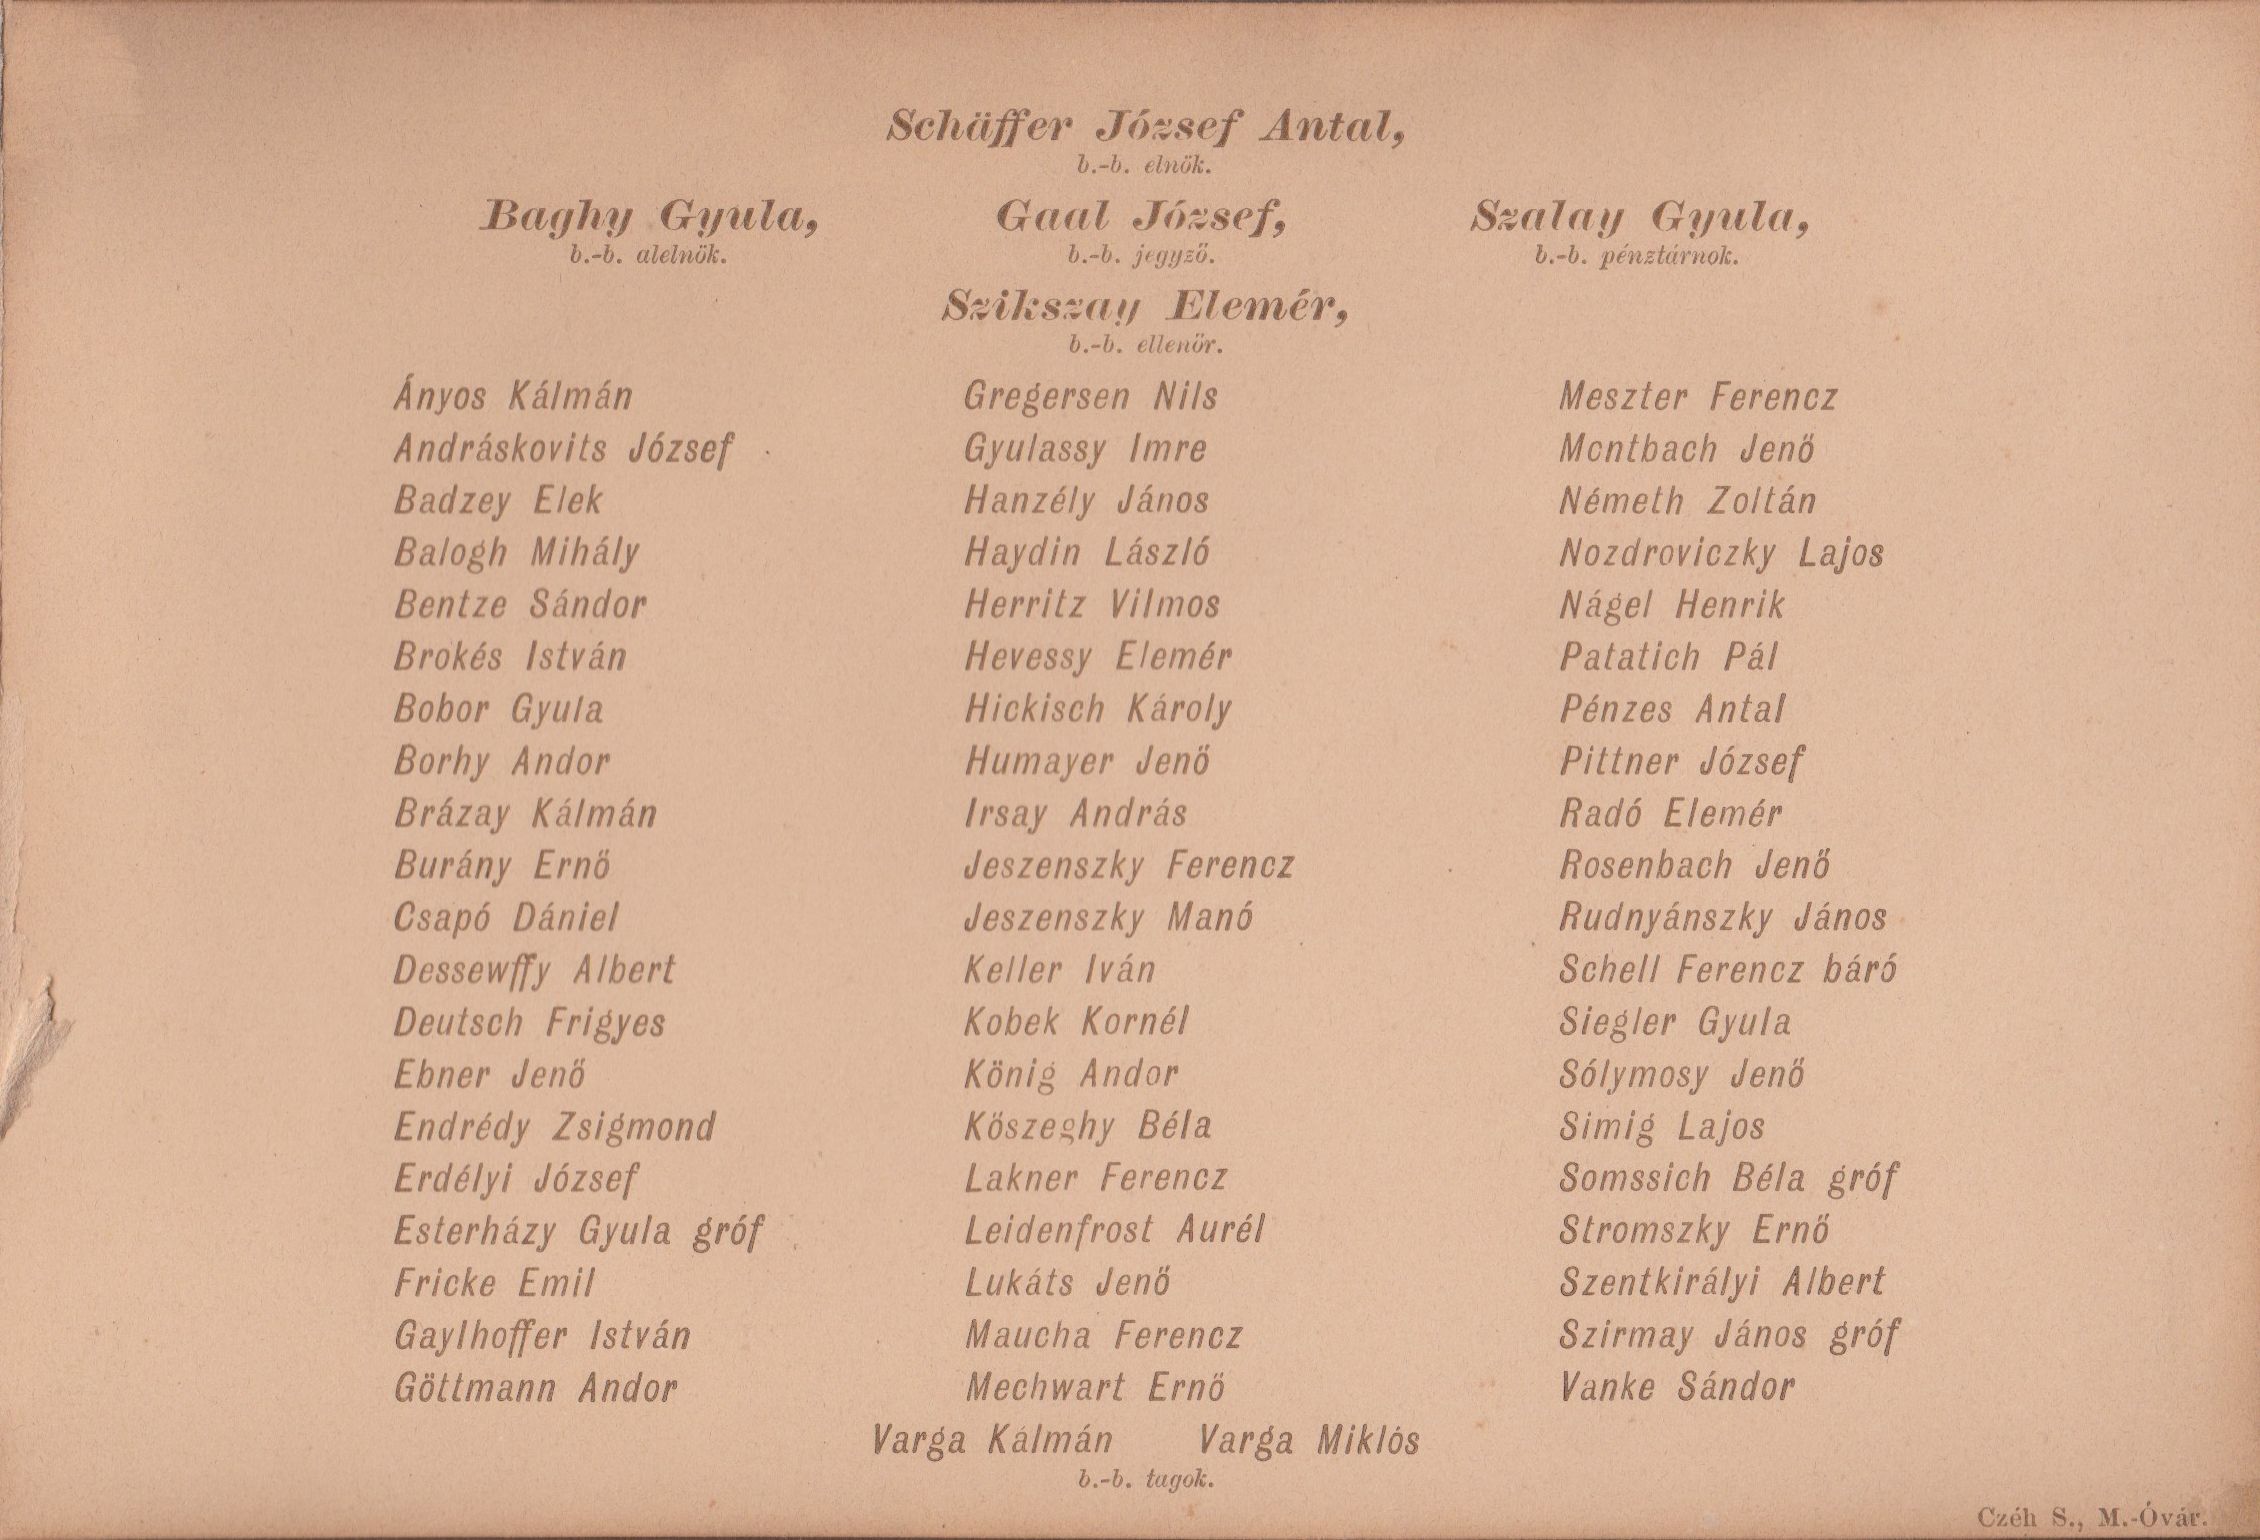 Schäffer József Antal,
b.-b. elnök.
Baghy Gyula, Gaal József, Szalay Gyula,
b.-b. alelnök. b.-b. jegyző. b.-b. pénztárnok.
Szikszay Elemér,
b.-b. ellenőr.
Ányos Kálmán
Andráskovits József
Badzey Elek
Balogh Mihály
Bentze Sándor
Brokés István
Bobor Gyula
Borhy Andor
Brázay Kálmán
Burány Ernő
Csapó Dániel
Dessewffy Albert
Deutsch Frigyes
Ebner Jenő
Endrédy Zsigmond
Erdélyi József
Esterházy Gyula gróf
Fricke Emil
Gaylhoffer István
Göttmann Andor
Gregersen Nils
Gyulassy Imre
Hanzély János
Haydin László
Herritz Vilmos
Hevessy Elemér
Hickisch Károly
Humayer Jenő
Irsay András
Jeszenszky Ferencz
Jeszenszky Manó
Keller Iván
Kobek Kornél
König Andor
Kőszeghy Béla
Lakner Ferencz
Leidenfrost Aurél
Lukáts Jenő
Maucha Ferencz
Mechwart Ernő
Meszter Ferencz
Montbach Jenő
Németh Zoltán
Nozdroviczky Lajos
Nágel Henrik
Patatich Pál
Pénzes Antal
Pittner József
Radó Elemér
Rosenbach Jenő
Rudnyánszky János
Schell Ferencz báró
Siegler Gyula
Sólymosy Jenő
Simig Lajos
Somssich Béla gróf
Stromszky Ernő
Szentkirályi Albert
Szirmay János gróf
Vanke Sándor
Varga Kálmán Varga Miklós
b.-b. tagok.
Czéh S., M.-Óvár.